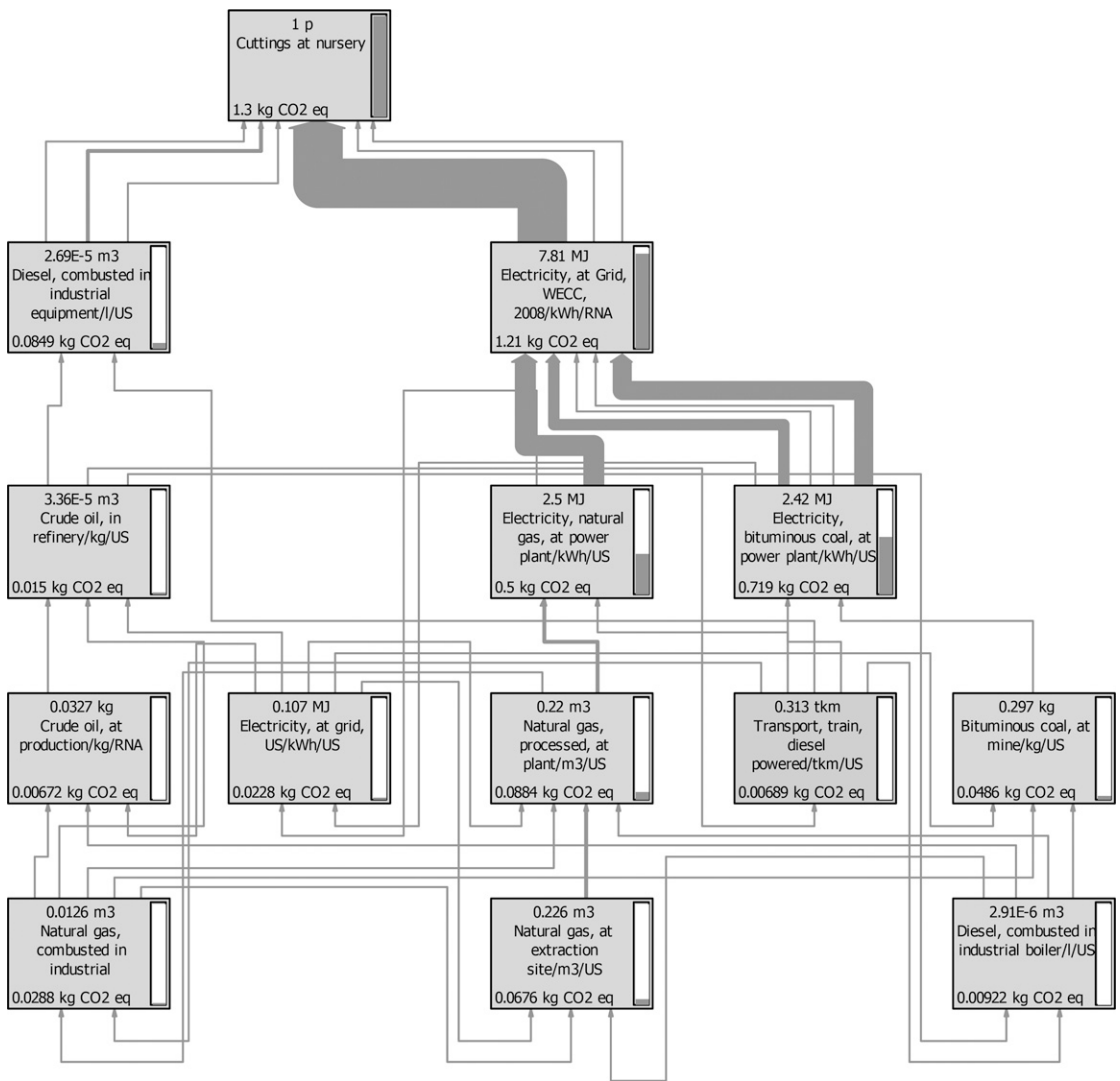 1 p
Cuttings at nursery
1.3 kg CO2 eq
2.69E-5 m3
Diesel, combusted in
industrial
equipment/l/US
0.0849 kg CO2 eq
7.81 MJ
Electricity, at Grid,
WECC,
2008/kWh/RNA
1.21 kg CO2 eq
3.36E-5 m3
Crude oil, in
refinery/kg/US
0.015 kg CO2 eq
2.5 MJ
Electricity, natural
gas, at power
plant/kWh/US
0.5 kg CO2 eq
2.42 MJ
Electricity,
bituminous coal, at
power plant/kWh/US
0.719 kg CO2 eq
0.0327 kg
Crude oil, at
production/kg/RNA
0.00672 kg CO2 eq
0.107 MJ
Electricity, at grid,
US/kWh/US
0.0228 kg CO2 eq
0.22 m3
Natural gas,
processed, at
plant/m3/US
0.0884 kg CO2 eq
0.313 tkm
Transport, train,
diesel
powered/tkm/US
0.00689 kg CO2 eq
0.297 kg
Bituminous coal, at
mine/kg/US
0.0486 kg CO2 eq
0.0126 m3
Natural gas,
combusted in
industrial
0.0288 kg CO2 eq
0.226 m3
Natural gas, at
extraction
site/m3/US
0.0676 kg CO2 eq
2.91E-6 m3
Diesel, combusted in
industrial boiler/l/US
0.00922 kg CO2 eq